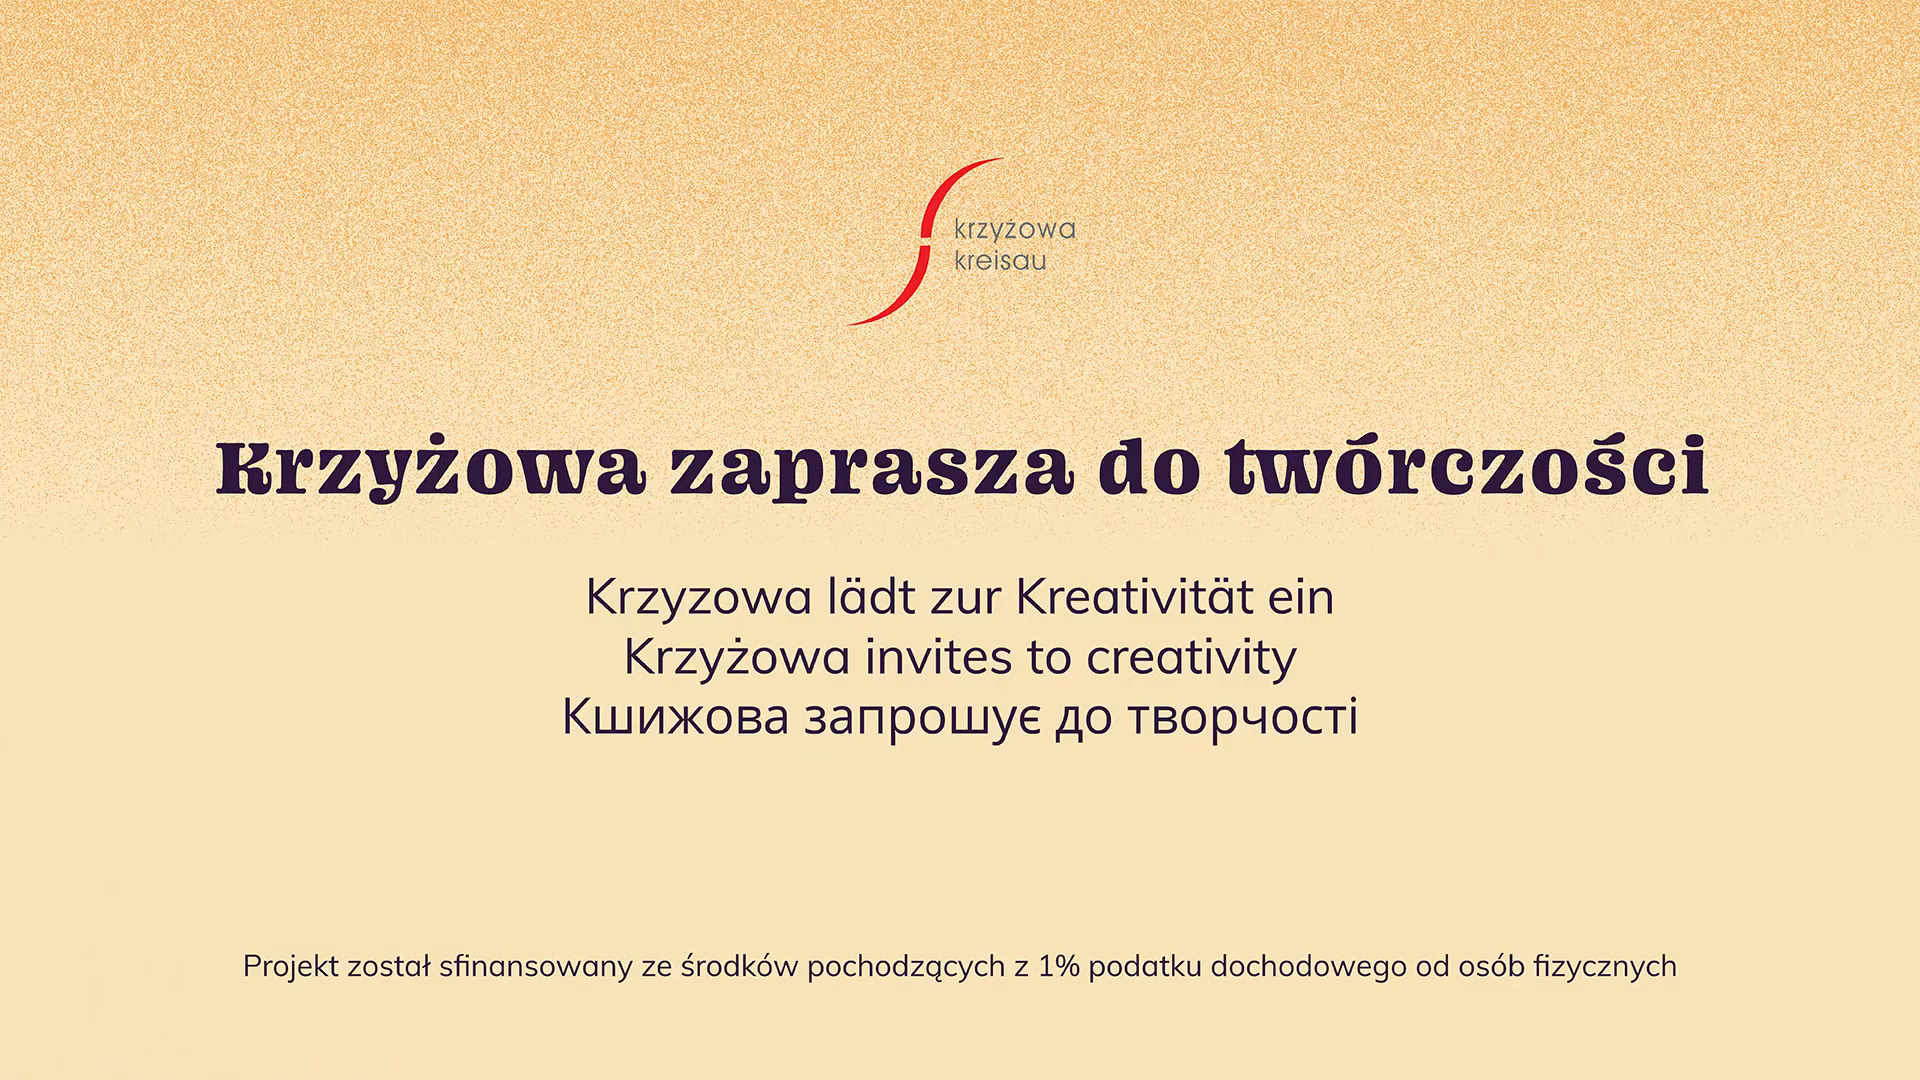 krzyżowa
kreisau
Krzyżowa zaprasza do twórczości
Krzyzowa lädt zur Kreativität ein
Krzyżowa invites to creativity
Кшижова запрошує до творчості
Projekt został sfinansowany ze środków pochodzących z 1% podatku dochodowego od osób fizycznych